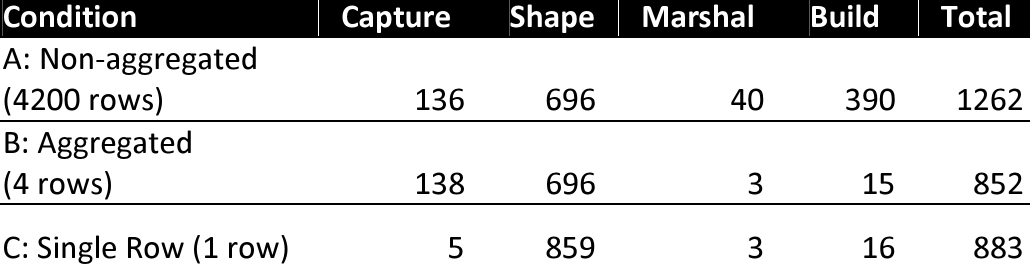 Condition Capture Shape Marshal Build Total
A: Non-aggregated
(4200 rows) 136 696 40 390 1262
B: Aggregated
(4 rows) 138 696 3 15 852
C: Single Row (1 row) 5 859 3 16 883